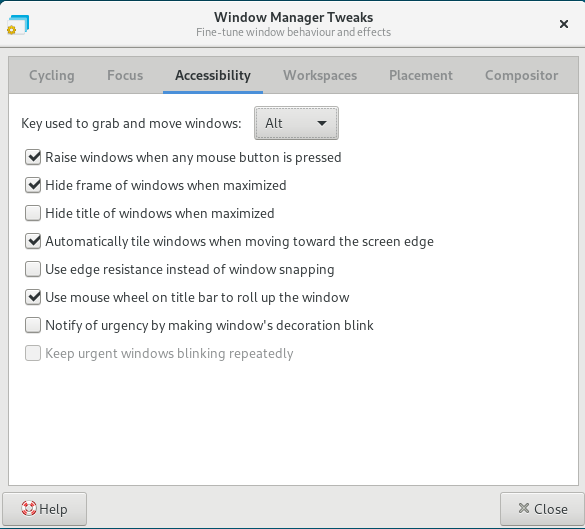 Window Manager Tweaks
Fine-tune window behaviour and effects
Cycling Focus Accessibility Workspaces Placement Compositor
Key used to grab and move windows: Alt
Raise windows when any mouse button is pressed
Hide frame of windows when maximized
Hide title of windows when maximized
Automatically tile windows when moving toward the screen edge
Use edge resistance instead of window snapping
Use mouse wheel on title bar to roll up the window
Notify of urgency by making window's decoration blink
Keep urgent windows blinking repeatedly
Help Close